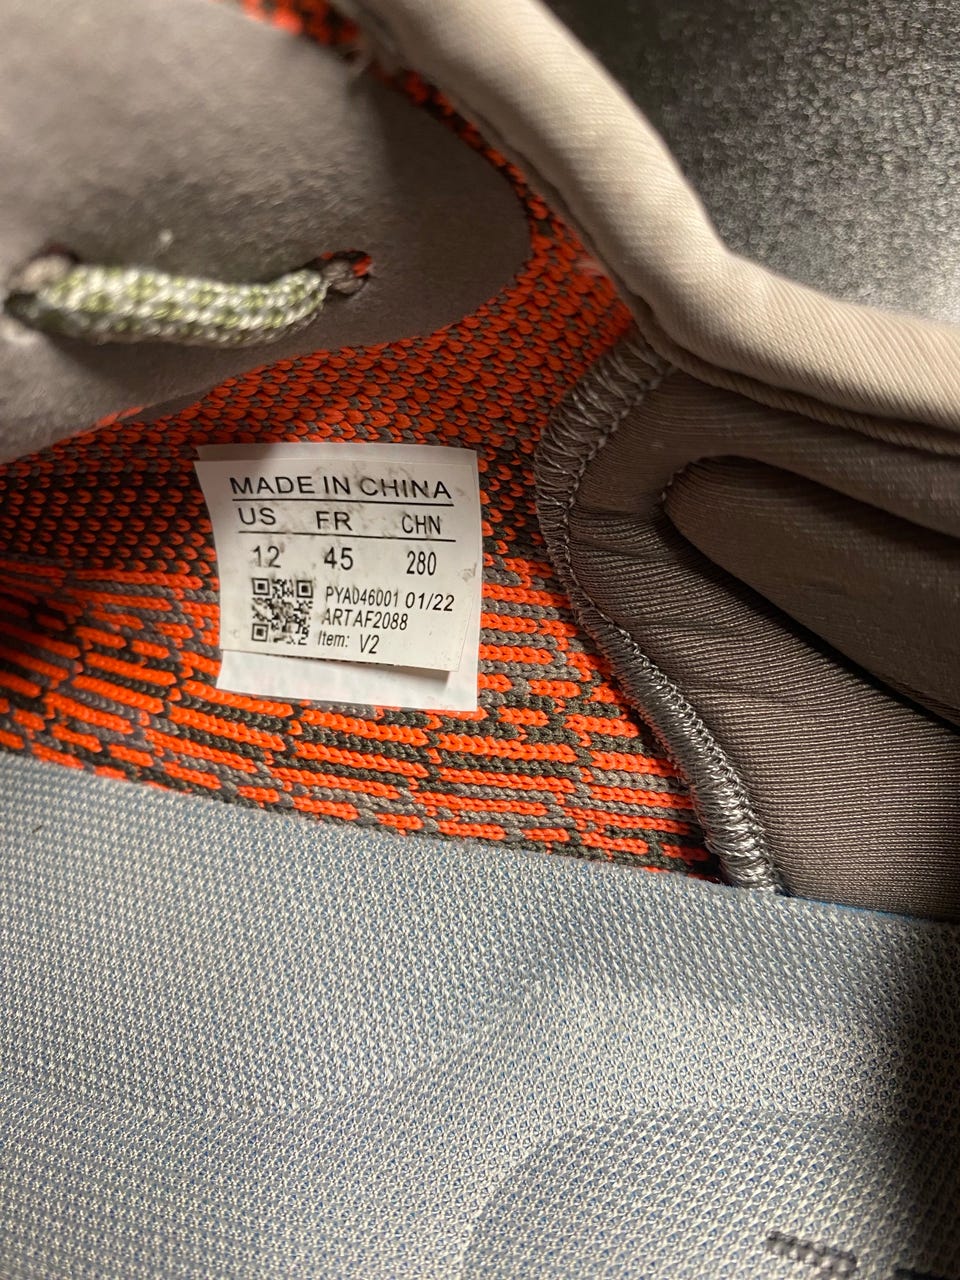 MADE IN CHINA
US FR CHN
12 45 280
PYA046001 01/22
ARTAF2088
Item: V2